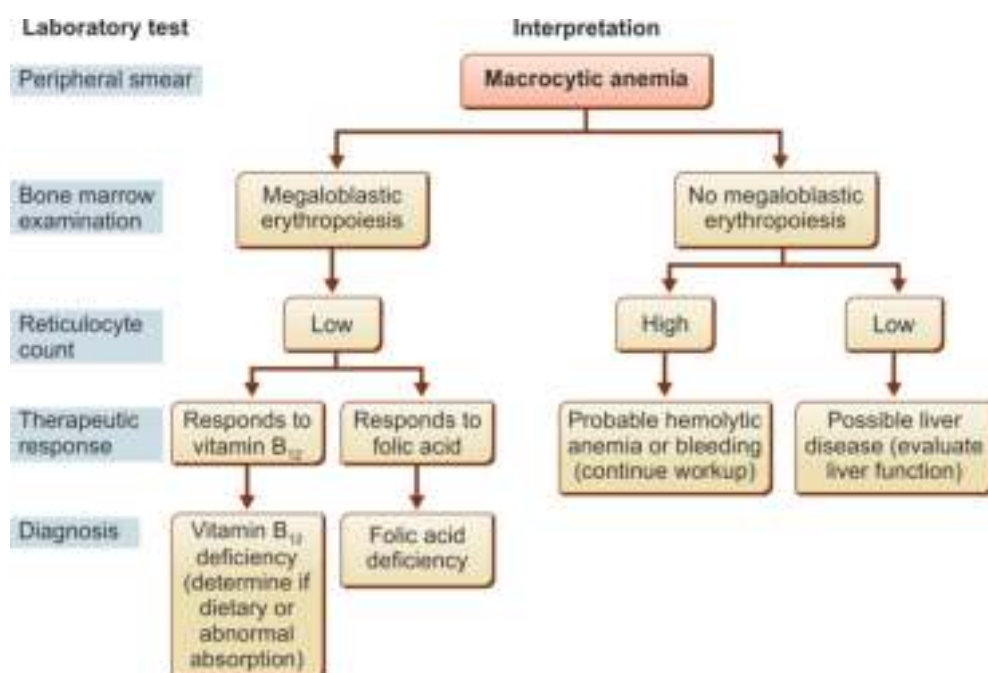 Laboratory test
Interpretation
Peripheral smear
Macrocytic anemia
Bone marrow
examination
Megaloblastic
erythropoiesis
No megaloblastic
erythropoiesis
Reticulocyte
count
Low
High
Low
Therapeutic
response
Responds to
vitamin B₁₂
Responds to
folic acid
Probable hemolytic
anemia or bleeding
(continue workup)
Possible liver
disease (evaluate
liver function)
Diagnosis
Vitamin B₁₂
deficiency
(determine if
dietary or
abnormal
absorption)
Folic acid
deficiency